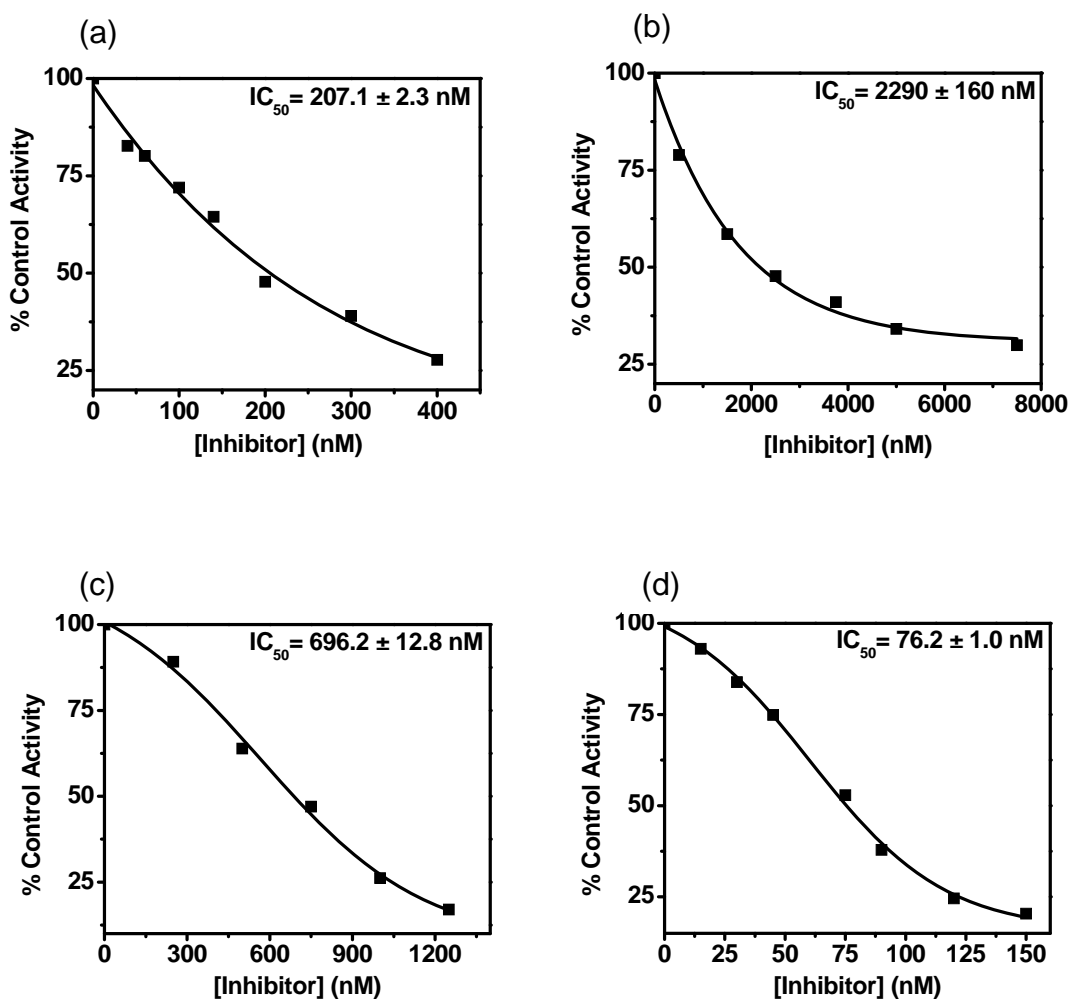 (a)
IC50= 207.1 ± 2.3 nM
% Control Activity
100
75
50
25
0 100 200 300 400
[Inhibitor] (nM)
(b)
IC50= 2290 ± 160 nM
% Control Activity
100
75
50
25
0 2000 4000 6000 8000
[Inhibitor] (nM)
(c)
IC50= 696.2 ± 12.8 nM
% Control Activity
100
75
50
25
0 300 600 900 1200
[Inhibitor] (nM)
(d)
IC50= 76.2 ± 1.0 nM
% Control Activity
100
75
50
25
0 25 50 75 100 125 150
[Inhibitor] (nM)